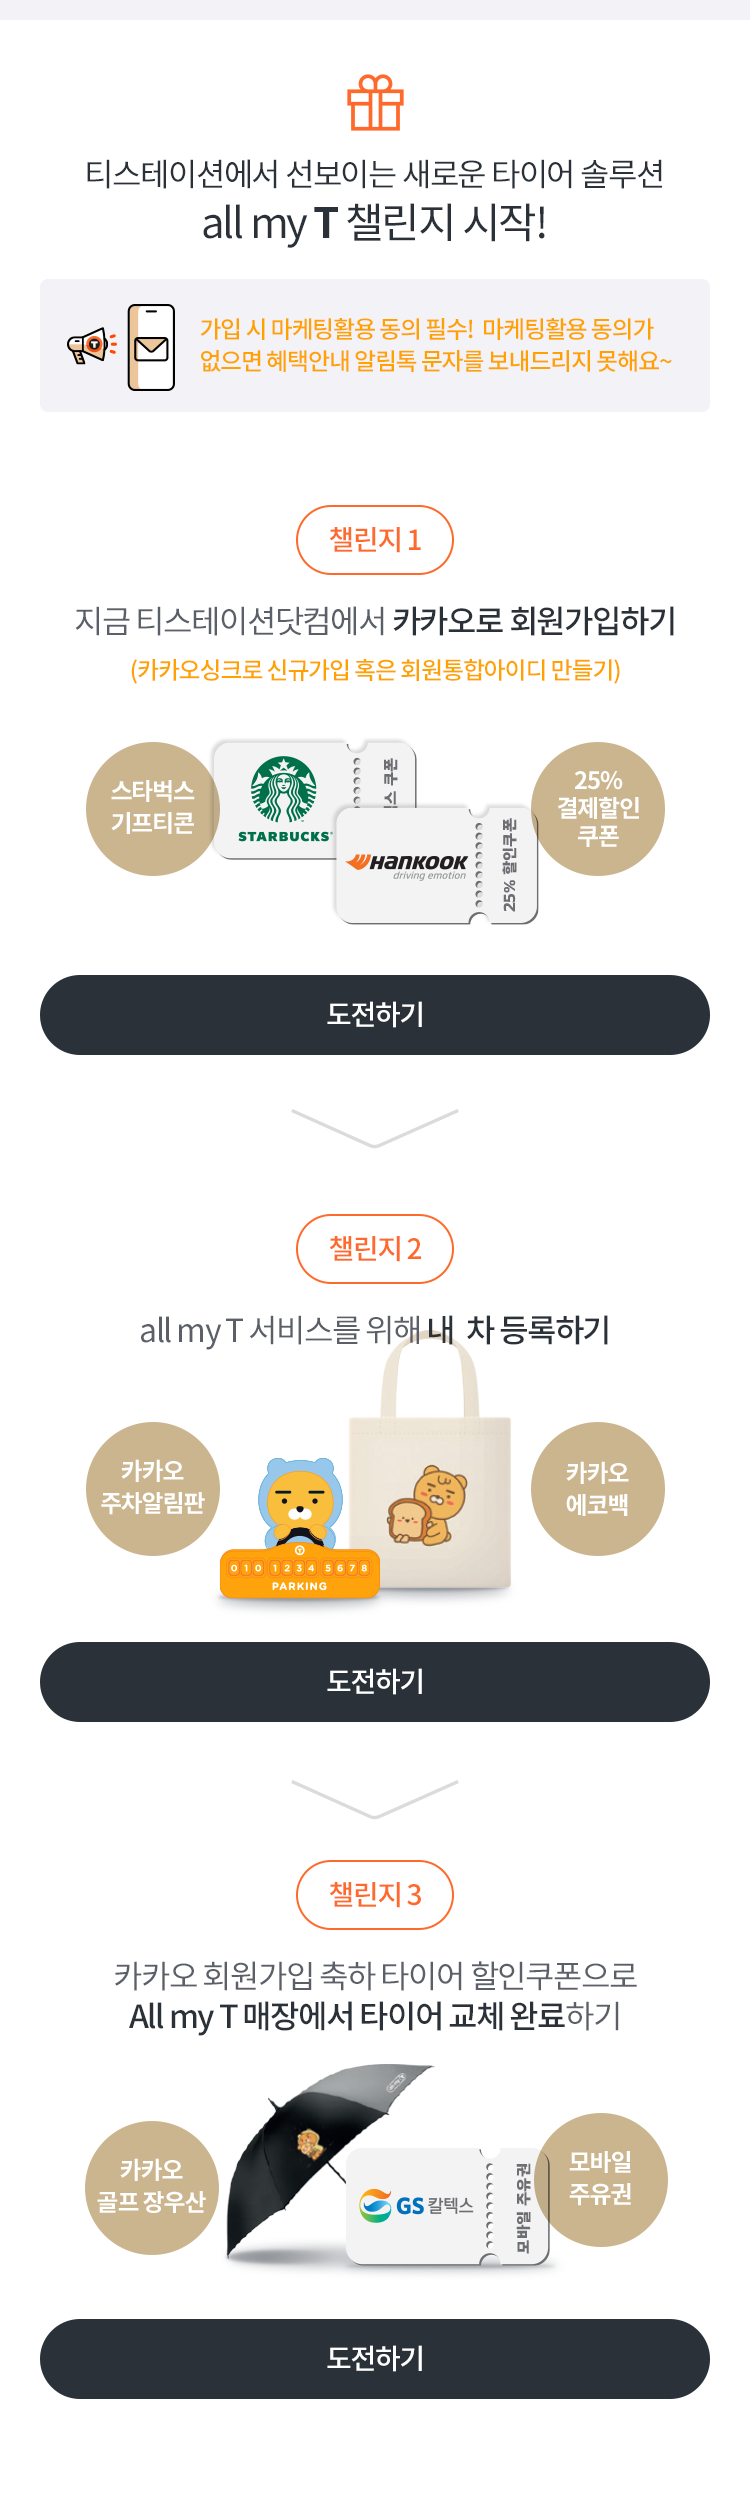 티스테이션에서 선보이는 새로운 타이어 솔루션
all my T 챌린지 시작!
T
가입 시 마케팅활용 동의 필수! 마케팅활용 동의가
없으면 혜택안내 알림톡 문자를 보내드리지 못해요~
챌린지 1
지금 티스테이션닷컴에서 카카오로 회원가입하기
(카카오싱크로 신규가입 혹은 회원통합아이디 만들기)
스타벅스
기프티콘
STARBUCKS
스 쿠폰
HANKOOK
driving emotion
25% 할인쿠폰
25%
결제할인
쿠폰
도전하기
챌린지 2
all my T 서비스를 위해 내 차 등록하기
카카오
주차알림판
010 1234 5678
PARKING
카카오
에코백
도전하기
챌린지 3
카카오 회원가입 축하 타이어 할인쿠폰으로
All my T 매장에서 타이어 교체 완료하기
카카오
골프 장우산
GS 칼텍스
모바일 주유권
모바일
주유권
도전하기